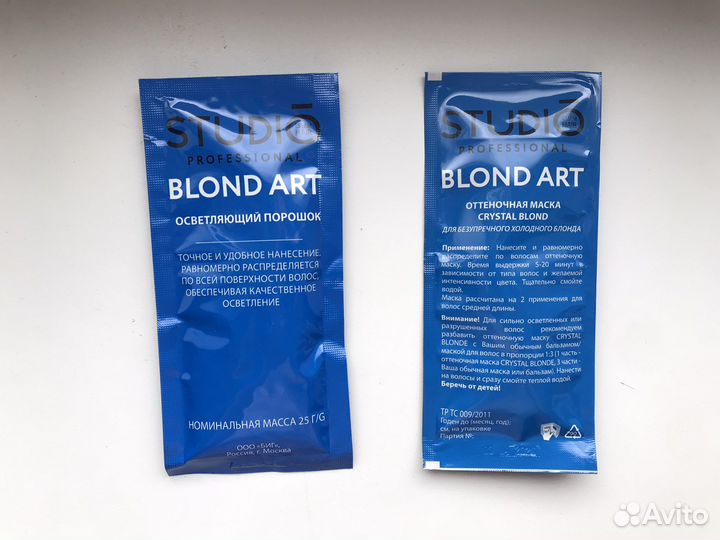 STUDIO
PROFESSIONAL
BLOND ART
ОСВЕТЛЯЮЩИЙ ПОРОШОК
ТОЧНОЕ И УДОБНОЕ НАНЕСЕНИЕ.
РАВНОМЕРНО РАСПРЕДЕЛЯЕТСЯ
ПО ВСЕЙ ПОВЕРХНОСТИ ВОЛОС,
ОБЕСПЕЧИВАЯ КАЧЕСТВЕННОЕ
ОСВЕТЛЕНИЕ
НОМИНАЛЬНАЯ МАССА 25 Г/G
ООО «БИГ»,
Россия, г. Москва
STUDIO
PROFESSIONAL
BLOND ART
ОТТЕНОЧНАЯ МАСКА
CRYSTAL BLOND
ДЛЯ БЕЗУПРЕЧНОГО ХОЛОДНОГО БЛОНДА
Применение: Нанесите и равномерно
распределите по волосам оттеночную
маску. Время выдержки 5-20 минут в
зависимости от типа волос и желаемой
интенсивности цвета. Тщательно смойте
водой.
Маска рассчитана на 2 применения для
волос средней длины.
Внимание! Для сильно осветленных или
разрушенных волос рекомендуем
разбавить оттеночную маску CRYSTAL
BLONDE с Вашим обычным бальзамом/
маской для волос в пропорции 1:3 (1 часть -
оттеночная маска CRYSTAL BLONDE, 3 части -
Ваша обычная маска или бальзам). Нанести
на волосы и сразу смойте теплой водой.
Беречь от детей!
ТР ТС 009/2011
Годен до (месяц, год):
см. на упаковке
Партия №:
Avito